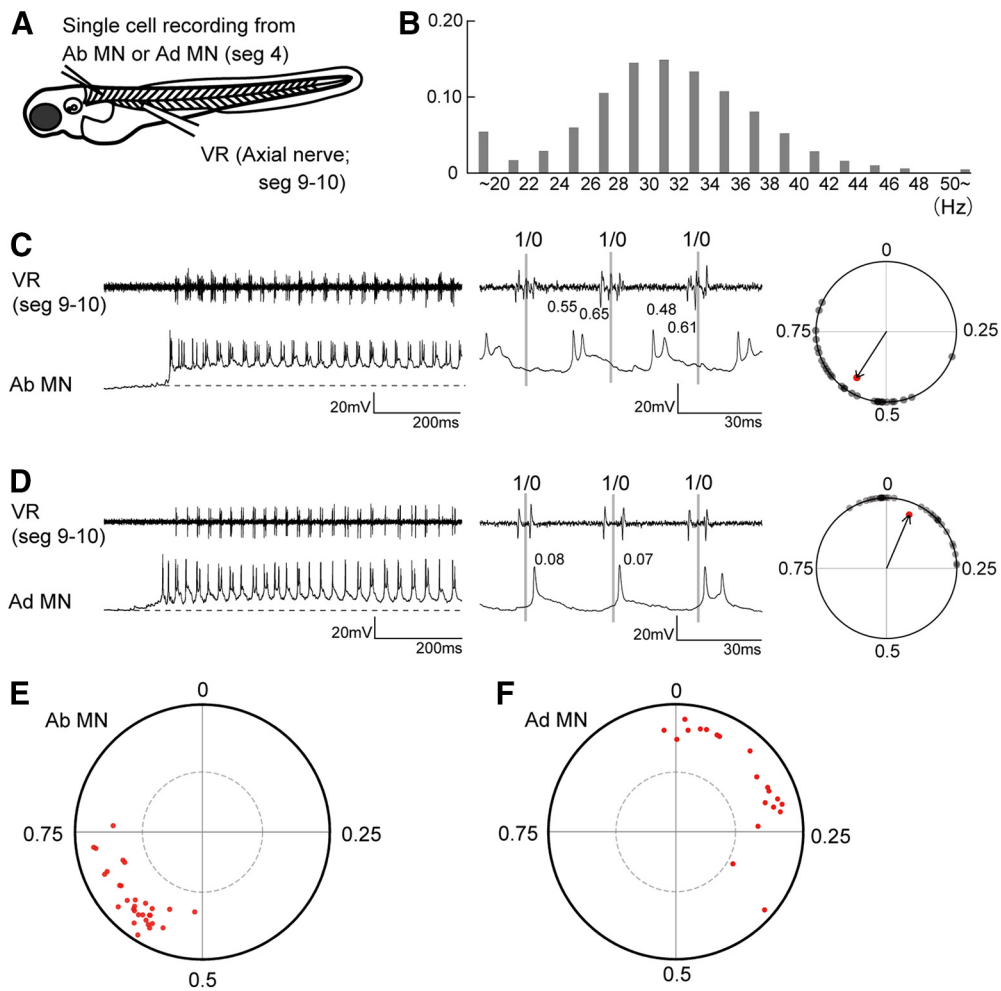 A
Single cell recording from
Ab MN or Ad MN (seg 4)
VR (Axial nerve;
seg 9-10)
B
0.20
0.10
0
~20 22 24 26 28 30 32 34 36 38 40 42 44 46 48 50~
(Hz)
C
VR
(seg 9-10)
Ab MN
20mV
200ms
1/0 1/0 1/0
0.55
0.65
0.48
0.61
20mV
30ms
0
0.75
0.25
0.5
D
VR
(seg 9-10)
Ad MN
20mV
200ms
1/0 1/0 1/0
0.08
0.07
20mV
30ms
0
0.75
0.25
0.5
E
Ab MN
0
0.75
0.25
0.5
F
Ad MN
0
0.75
0.25
0.5